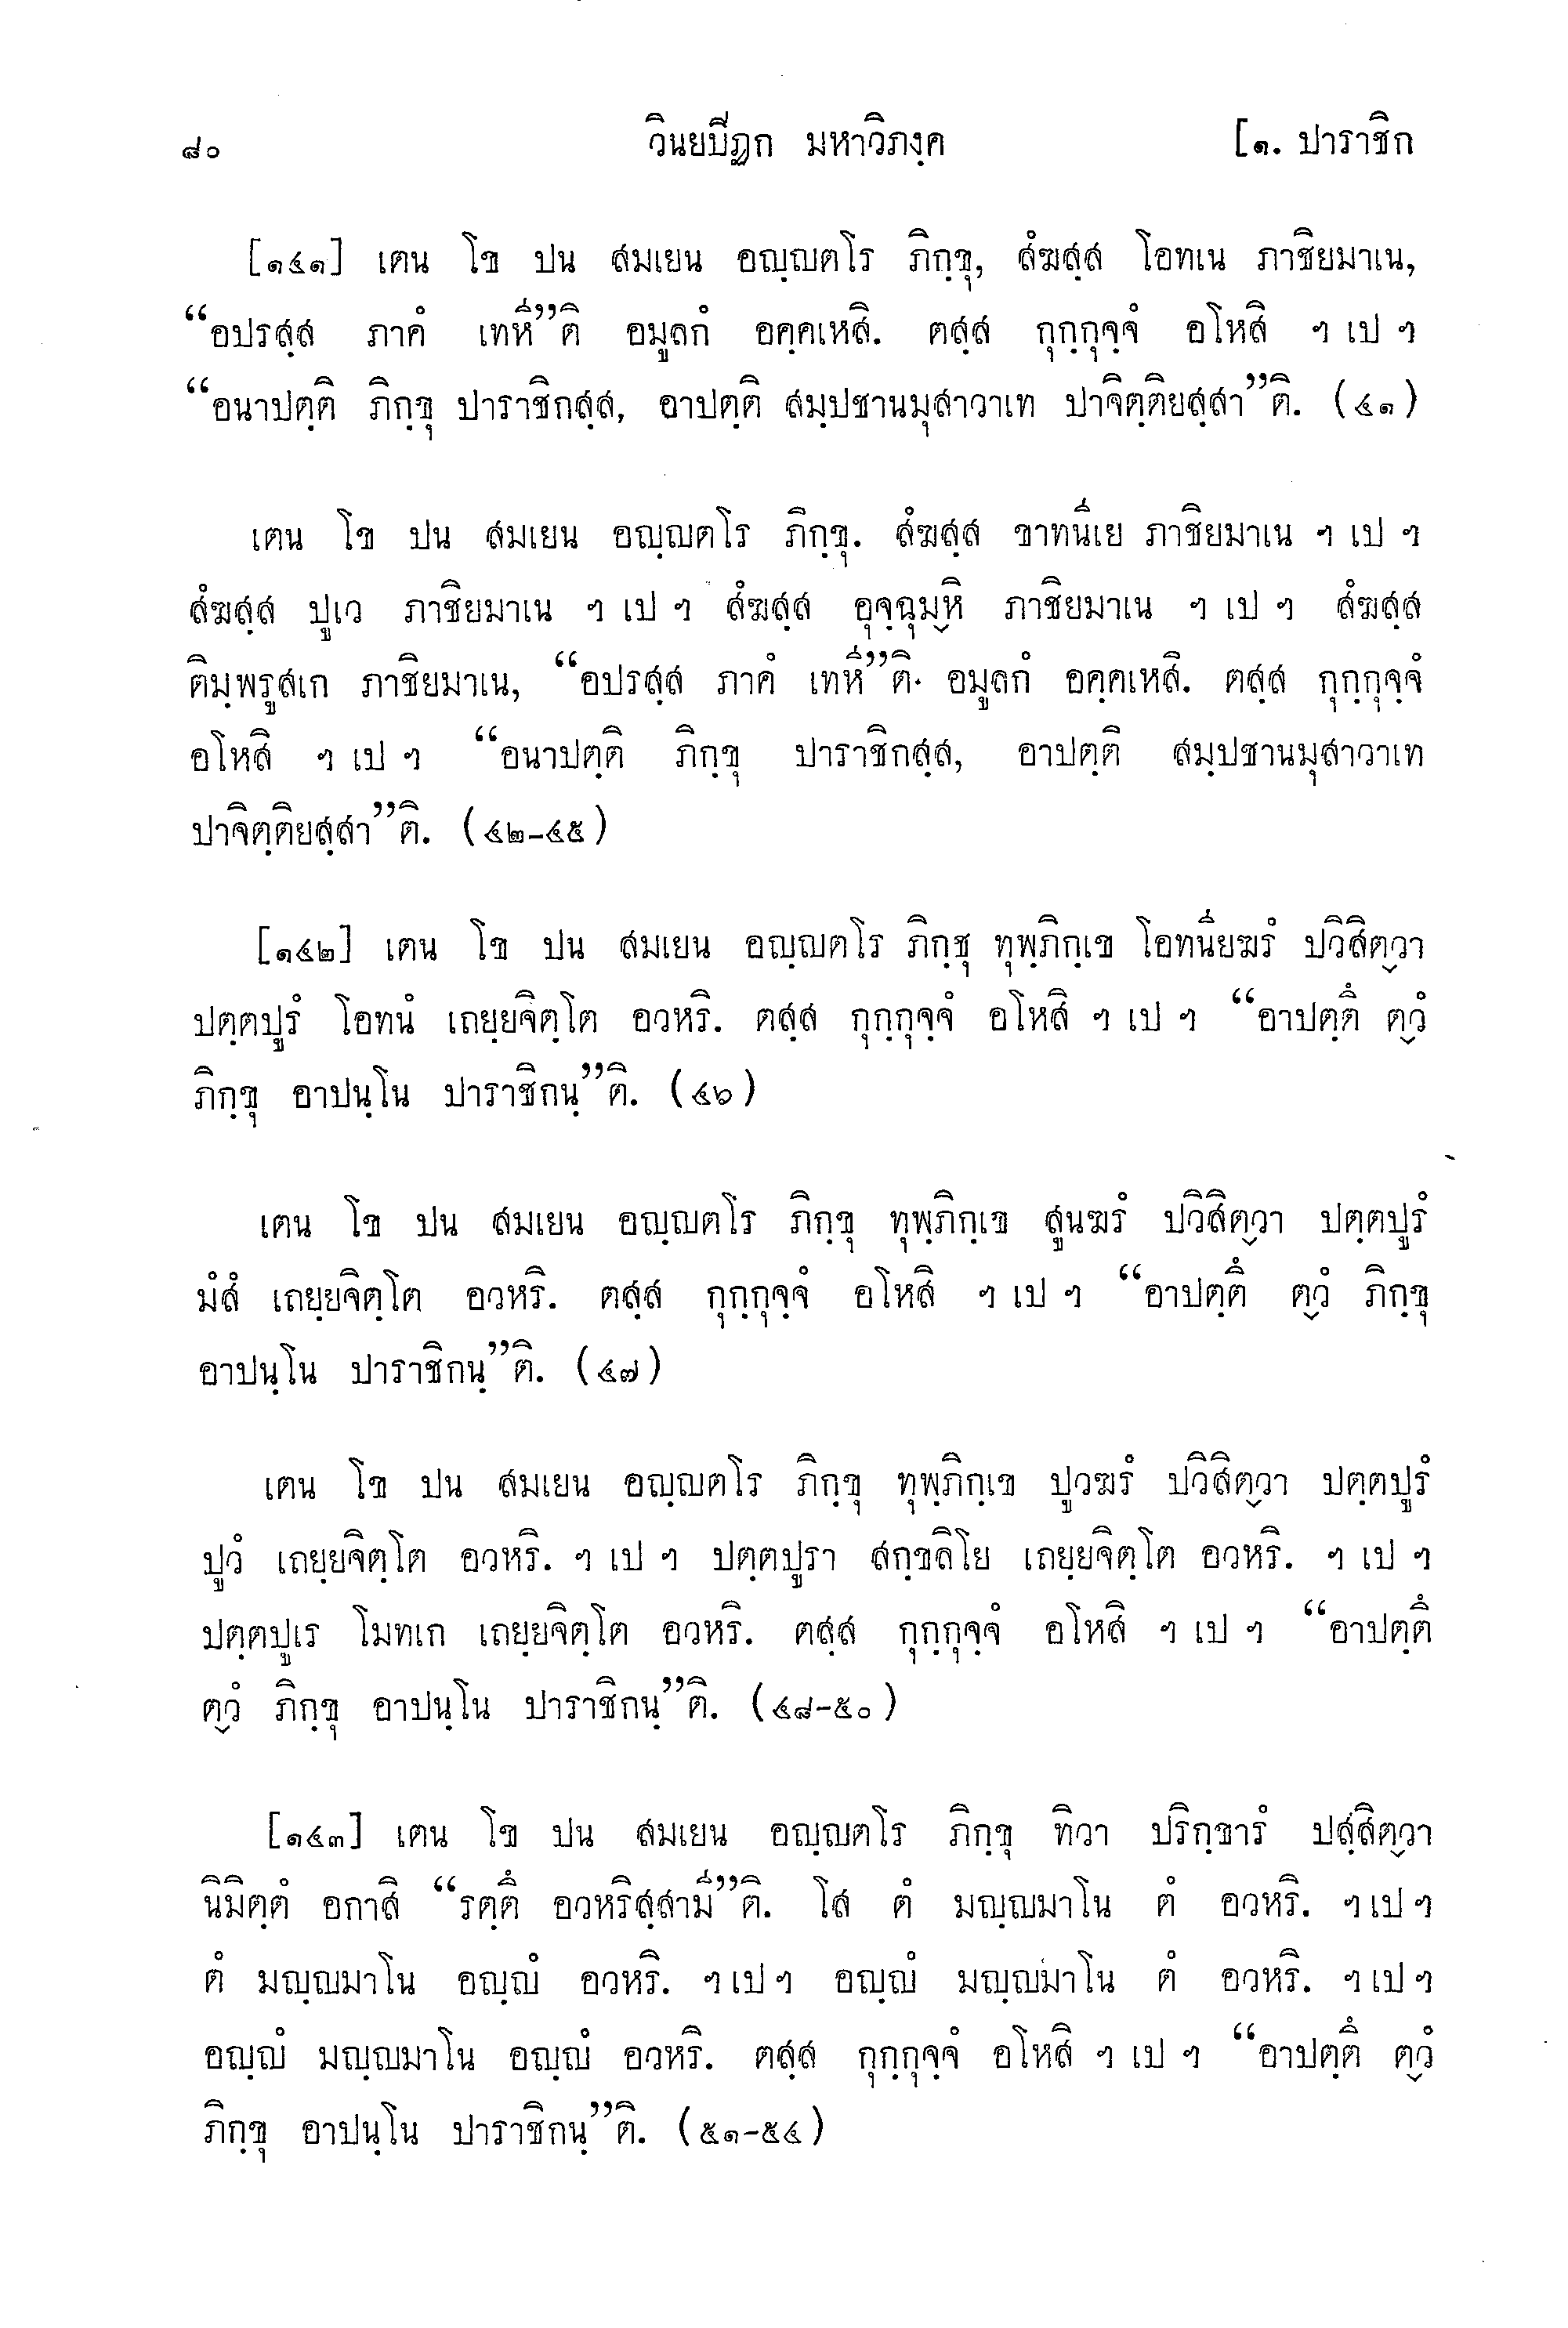 ๘๐ วินยปิฏก มหาวิภงฺค [๑. ปาราชิก
[๑๔๑] เตน โข ปน สมเยน อญฺญตโร ภิกฺขุ, สํฆสฺส โอทเน ภาชิยมาเน,
“อปรสฺส ภาคํ เทหี”ติ อมูลกํ อคฺคเหสิ. ตสฺส กุกฺกุจฺจํ อโหสิ ฯ เป ฯ
“อนาปตฺติ ภิกฺขุ ปาราชิกสฺส, อาปตฺติ สมฺปชานมุสาวาเท ปาจิตฺติยสฺสา”ติ. (๔๑)
เตน โข ปน สมเยน อญฺญตโร ภิกฺขุ. สํฆสฺส ขาทนีเย ภาชิยมาเน ฯ เป ฯ
สํฆสฺส ปูเว ภาชิยมาเน ฯ เป ฯ สํฆสฺส อุจฺฉุมฺหิ ภาชิยมาเน ฯ เป ฯ สํฆสฺส
ติมฺพรูสเก ภาชิยมาเน, “อปรสฺส ภาคํ เทหี”ติ. อมูลกํ อคฺคเหสิ. ตสฺส กุกฺกุจฺจํ
อโหสิ ฯ เป ฯ “อนาปตฺติ ภิกฺขุ ปาราชิกสฺส, อาปตฺติ สมฺปชานมุสาวาเท
ปาจิตฺติยสฺสา”ติ. (๔๒-๔๕)
[๑๔๒] เตน โข ปน สมเยน อญฺญตโร ภิกฺขุ ทุพฺภิกฺเข โอทนียฆรํ ปวิสิตฺวา
ปตฺตปูรํ โอทนํ เถยฺยจิตฺโต อวหริ. ตสฺส กุกฺกุจฺจํ อโหสิ ฯ เป ฯ “อาปตฺตึ ตฺวํ
ภิกฺขุ อาปนฺโน ปาราชิกนฺ”ติ. (๔๖)
เตน โข ปน สมเยน อญฺญตโร ภิกฺขุ ทุพฺภิกฺเข สูนฆรํ ปวิสิตฺวา ปตฺตปูรํ
มํสํ เถยฺยจิตฺโต อวหริ. ตสฺส กุกฺกุจฺจํ อโหสิ ฯ เป ฯ “อาปตฺตึ ตฺวํ ภิกฺขุ
อาปนฺโน ปาราชิกนฺ”ติ. (๔๗)
เตน โข ปน สมเยน อญฺญตโร ภิกฺขุ ทุพฺภิกฺเข ปูวฆรํ ปวิสิตฺวา ปตฺตปูรํ
ปูวํ เถยฺยจิตฺโต อวหริ. ฯ เป ฯ ปตฺตปูรา สกฺขลิโย เถยฺยจิตฺโต อวหริ. ฯ เป ฯ
ปตฺตปูเร โมทเก เถยฺยจิตฺโต อวหริ. ตสฺส กุกฺกุจฺจํ อโหสิ ฯ เป ฯ “อาปตฺตึ
ตฺวํ ภิกฺขุ อาปนฺโน ปาราชิกนฺ”ติ. (๔๘-๕๐)
[๑๔๓] เตน โข ปน สมเยน อญฺญตโร ภิกฺขุ ทิวา ปริกฺขารํ ปสฺสิตฺวา
นิมิตฺตํ อกาสิ “รตฺตึ อวหริสฺสามี”ติ. โส ตํ มญฺญมาโน ตํ อวหริ. ฯ เป ฯ
ตํ มญฺญมาโน อญฺญํ อวหริ. ฯ เป ฯ อญฺญํ มญฺญมาโน ตํ อวหริ. ฯ เป ฯ
อญฺญํ มญฺญมาโน อญฺญํ อวหริ. ตสฺส กุกฺกุจฺจํ อโหสิ ฯ เป ฯ “อาปตฺตึ ตฺวํ
ภิกฺขุ อาปนฺโน ปาราชิกนฺ”ติ. (๕๑-๕๔)